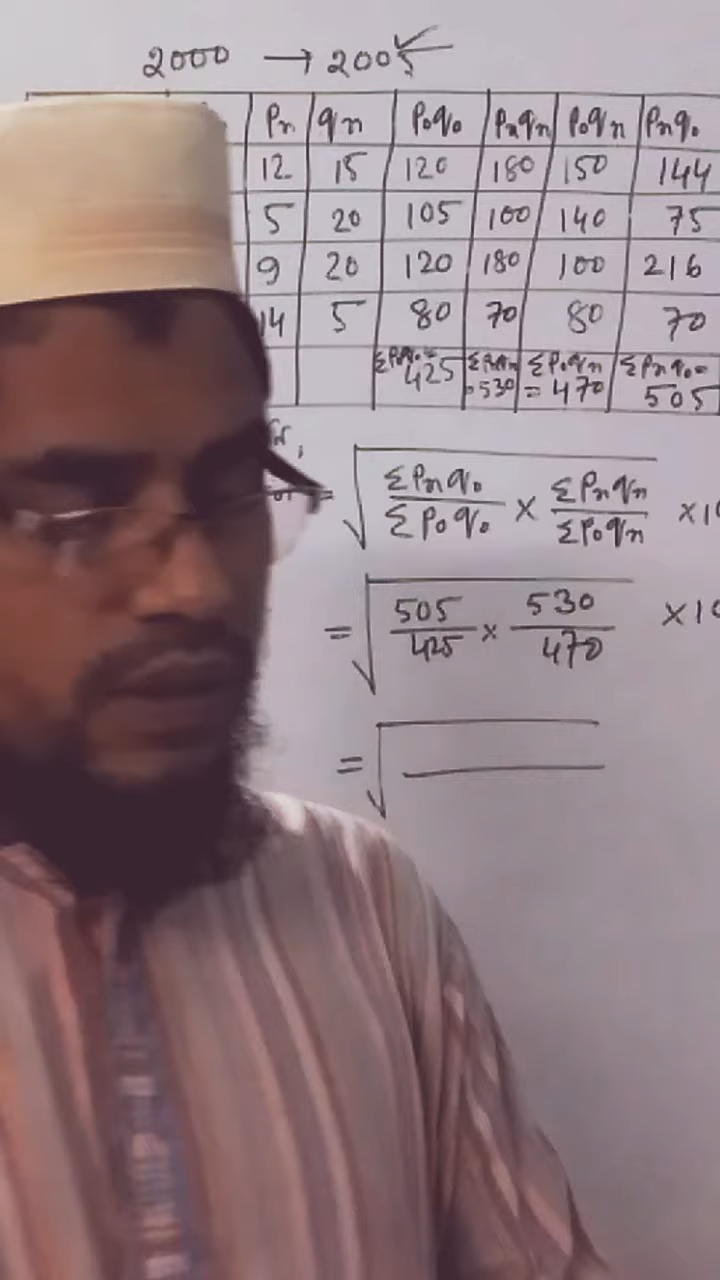 2000 → 2005
Pn qn P₀q₀ Pnqn P₀qn Pnq₀
12 15 120 180 150 144
5 20 105 100 140 75
9 20 120 180 100 216
14 5 80 70 80 70
ΣP₀q₀ = 425 ΣPnqn = 530 ΣP₀qn = 470 ΣPnq₀ = 505
= √(ΣPnq₀/ΣP₀q₀ × ΣPnqn/ΣP₀qn) × 10
= √(505/425 × 530/470) × 10
= √